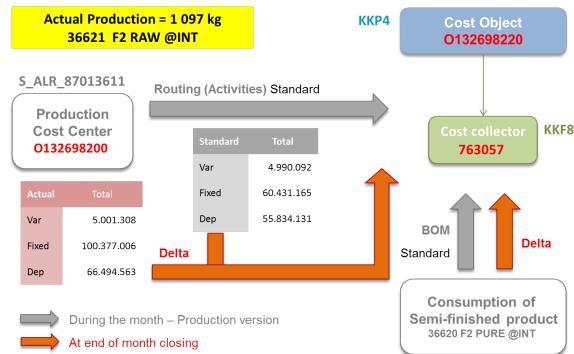 Actual Production = 1 097 kg
36621  F2 RAW @INT
KKP4
Cost Object
O132698220
S_ALR_87013611
Production
Cost Center
O132698200
Routing (Activities) Standard
Cost collector
763057
KKF8
Standard Total
Var 4.990.092
Fixed 60.431.165
Dep 55.834.131
Actual Total
Var 5.001.308
Fixed 100.377.006
Dep 66.494.563
Delta
BOM
Standard
Delta
Consumption of
Semi-finished product
36620 F2 PURE @INT
During the month – Production version
At end of month closing